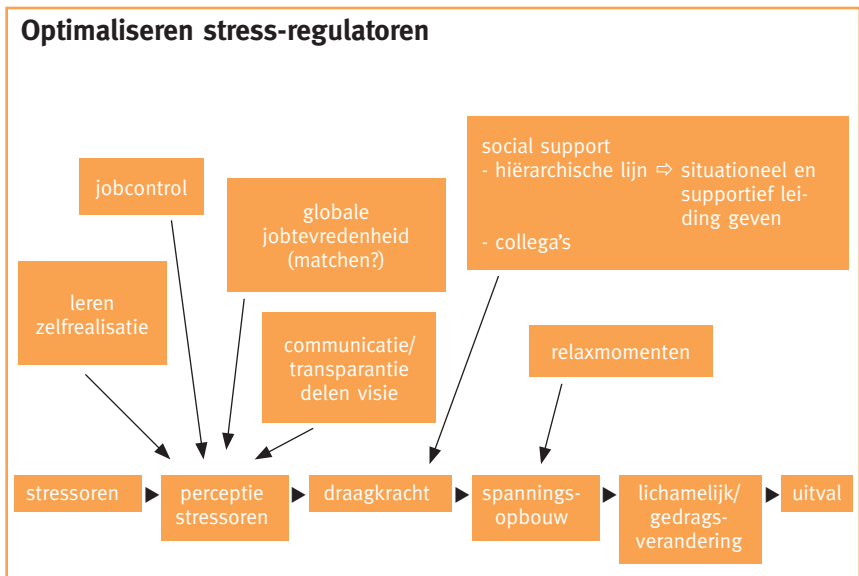 Optimaliseren stress-regulatoren
social support
- hiërarchische lijn ⇨ situationeel en
supportief lei-
ding geven
- collega's
jobcontrol
globale
jobtevredenheid
(matchen?)
leren
zelfrealisatie
communicatie/
transparantie
delen visie
relaxmomenten
stressoren
perceptie
stressoren
draagkracht
spannings-
opbouw
lichamelijk/
gedrags-
verandering
uitval